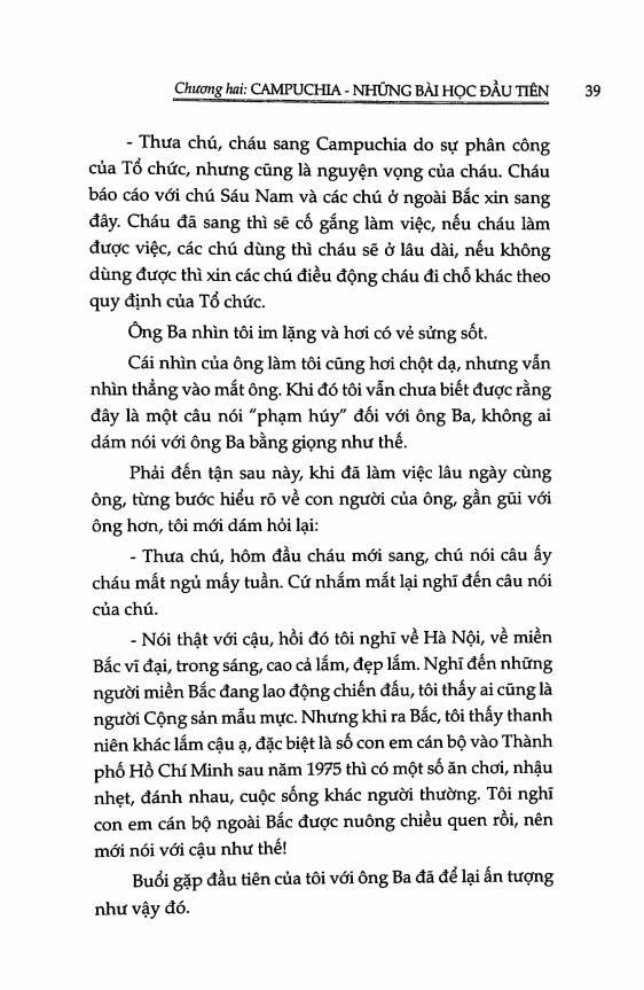 Chương hai: CAMPUCHIA - NHỮNG BÀI HỌC ĐẦU TIÊN 39
- Thưa chú, cháu sang Campuchia do sự phân công
của Tổ chức, nhưng cũng là nguyện vọng của cháu. Cháu
báo cáo với chú Sáu Nam và các chú ở ngoài Bắc xin sang
đây. Cháu đã sang thì sẽ cố gắng làm việc, nếu cháu làm
được việc, các chú dùng thì cháu sẽ ở lâu dài, nếu không
dùng được thì xin các chú điều động cháu đi chỗ khác theo
quy định của Tổ chức.
Ông Ba nhìn tôi im lặng và hơi có vẻ sửng sốt.
Cái nhìn của ông làm tôi cũng hơi chột dạ, nhưng vẫn
nhìn thẳng vào mắt ông. Khi đó tôi vẫn chưa biết được rằng
đây là một câu nói "phạm húy" đối với ông Ba, không ai
dám nói với ông Ba bằng giọng như thế.
Phải đến tận sau này, khi đã làm việc lâu ngày cùng
ông, từng bước hiểu rõ về con người của ông, gần gũi với
ông hơn, tôi mới dám hỏi lại:
- Thưa chú, hôm đầu cháu mới sang, chú nói câu ấy
cháu mất ngủ mấy tuần. Cứ nhắm mắt lại nghĩ đến câu nói
của chú.
- Nói thật với cậu, hồi đó tôi nghĩ về Hà Nội, về miền
Bắc vĩ đại, trong sáng, cao cả lắm, đẹp lắm. Nghĩ đến những
người miền Bắc đang lao động chiến đấu, tôi thấy ai cũng là
người Cộng sản mẫu mực. Nhưng khi ra Bắc, tôi thấy thanh
niên khác lắm cậu ạ, đặc biệt là số con em cán bộ vào Thành
phố Hồ Chí Minh sau năm 1975 thì có một số ăn chơi, nhậu
nhẹt, đánh nhau, cuộc sống khác người thường. Tôi nghĩ
con em cán bộ ngoài Bắc được nuông chiều quen rồi, nên
mới nói với cậu như thế!
Buổi gặp đầu tiên của tôi với ông Ba đã để lại ấn tượng
như vậy đó.